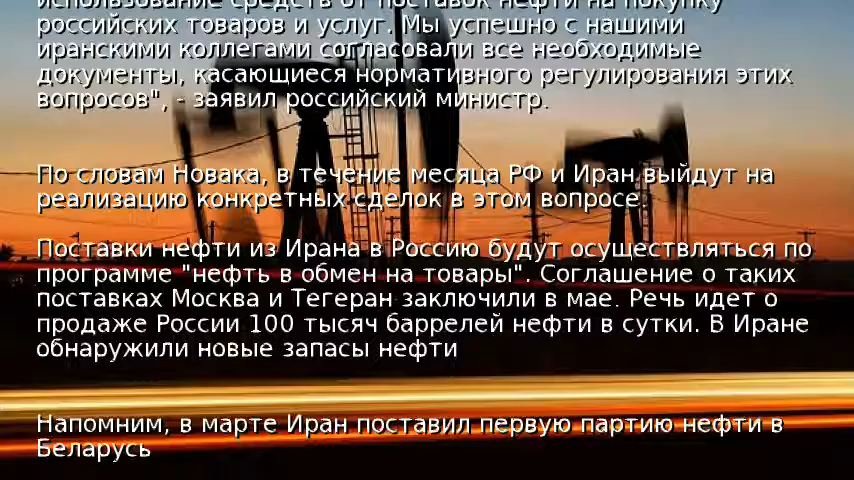 использование средств от поставок нефти на покупку
российских товаров и услуг. Мы успешно с нашими
иранскими коллегами согласовали все необходимые
документы, касающиеся нормативного регулирования этих
вопросов", - заявил российский министр.
По словам Новака, в течение месяца РФ и Иран выйдут на
реализацию конкретных сделок в этом вопросе.
Поставки нефти из Ирана в Россию будут осуществляться по
программе "нефть в обмен на товары". Соглашение о таких
поставках Москва и Тегеран заключили в мае. Речь идет о
продаже России 100 тысяч баррелей нефти в сутки. В Иране
обнаружили новые запасы нефти
Напомним, в марте Иран поставил первую партию нефти в
Беларусь